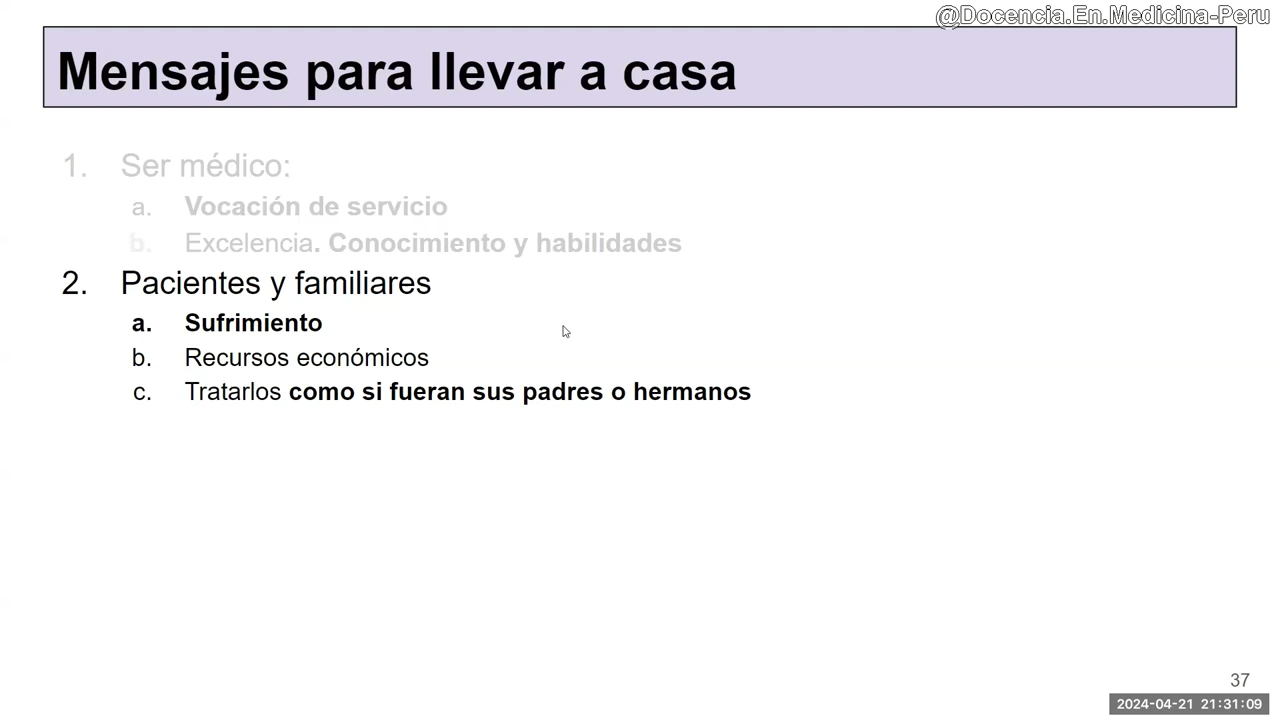 @Docencia.En.Medicina-Peru
Mensajes para llevar a casa
1. Ser médico:
a. Vocación de servicio
b. Excelencia. Conocimiento y habilidades
2. Pacientes y familiares
a. Sufrimiento
b. Recursos económicos
c. Tratarlos como si fueran sus padres o hermanos
37
2024-04-21 21:31:09